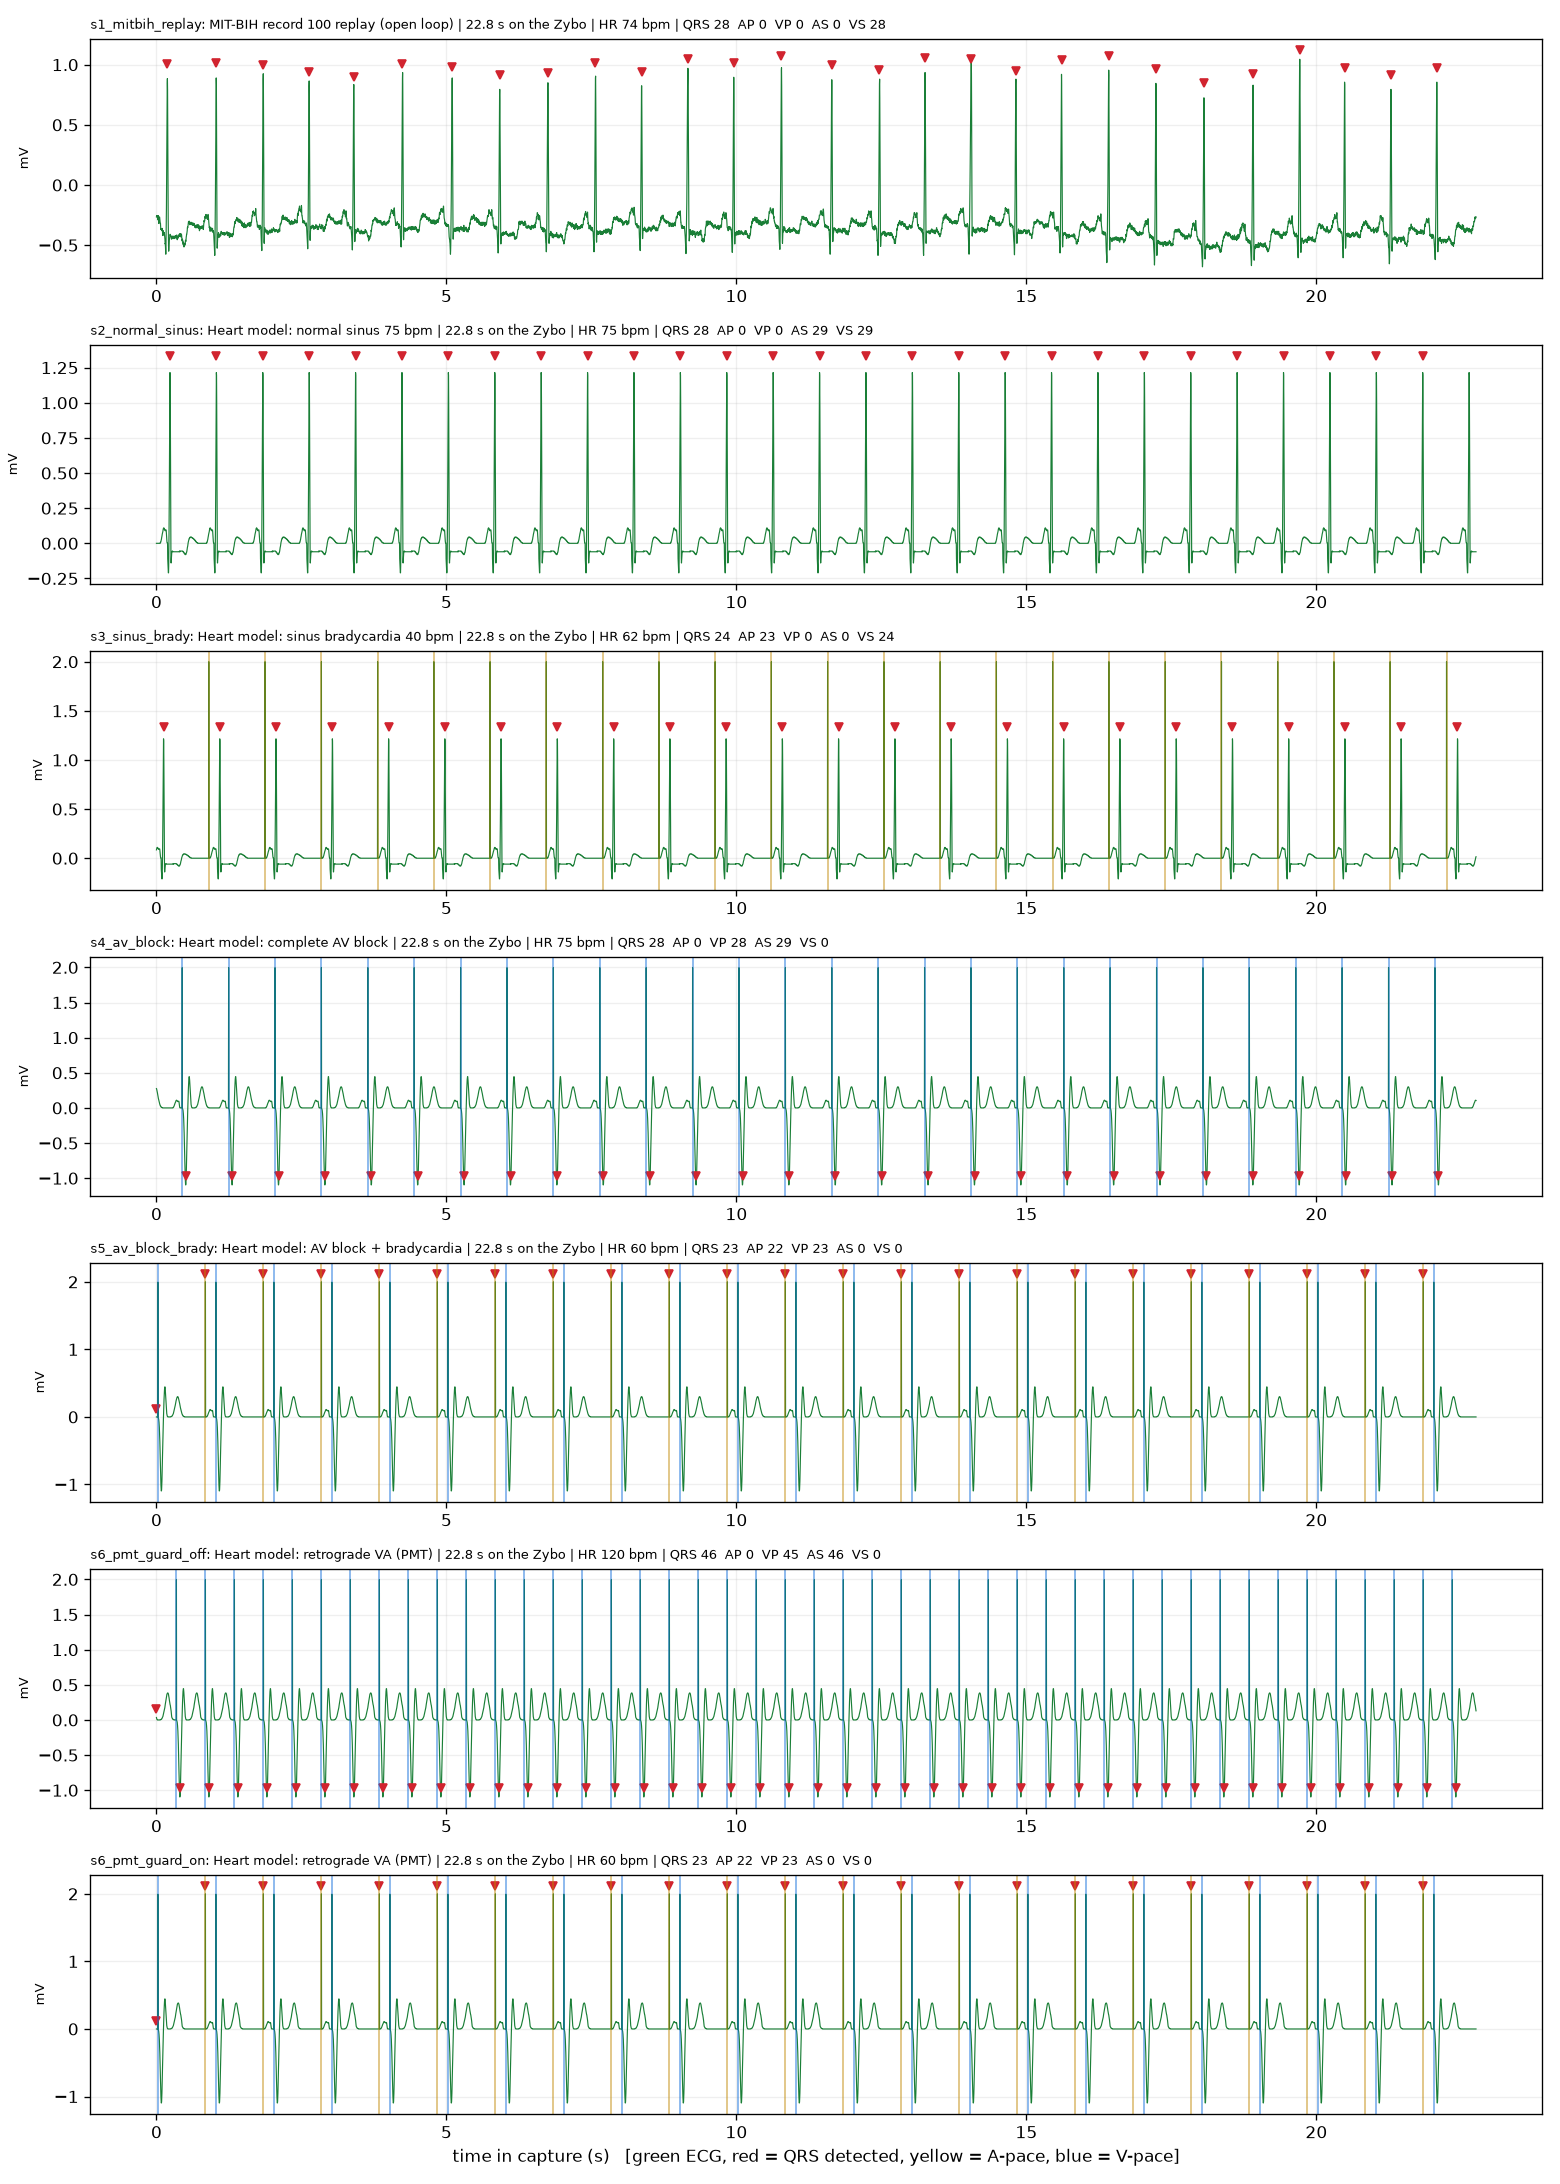 s1_mitbih_replay: MIT-BIH record 100 replay (open loop) | 22.8 s on the Zybo | HR 74 bpm | QRS 28  AP 0  VP 0  AS 0  VS 28
1.0
0.5
0.0
−0.5
mV
0 5 10 15 20
s2_normal_sinus: Heart model: normal sinus 75 bpm | 22.8 s on the Zybo | HR 75 bpm | QRS 28  AP 0  VP 0  AS 29  VS 29
1.25
1.00
0.75
0.50
0.25
0.00
−0.25
mV
0 5 10 15 20
s3_sinus_brady: Heart model: sinus bradycardia 40 bpm | 22.8 s on the Zybo | HR 62 bpm | QRS 24  AP 23  VP 0  AS 0  VS 24
2.0
1.5
1.0
0.5
0.0
mV
0 5 10 15 20
s4_av_block: Heart model: complete AV block | 22.8 s on the Zybo | HR 75 bpm | QRS 28  AP 0  VP 28  AS 29  VS 0
2.0
1.5
1.0
0.5
0.0
−0.5
−1.0
mV
0 5 10 15 20
s5_av_block_brady: Heart model: AV block + bradycardia | 22.8 s on the Zybo | HR 60 bpm | QRS 23  AP 22  VP 23  AS 0  VS 0
2
1
0
−1
mV
0 5 10 15 20
s6_pmt_guard_off: Heart model: retrograde VA (PMT) | 22.8 s on the Zybo | HR 120 bpm | QRS 46  AP 0  VP 45  AS 46  VS 0
2.0
1.5
1.0
0.5
0.0
−0.5
−1.0
mV
0 5 10 15 20
s6_pmt_guard_on: Heart model: retrograde VA (PMT) | 22.8 s on the Zybo | HR 60 bpm | QRS 23  AP 22  VP 23  AS 0  VS 0
2
1
0
−1
mV
0 5 10 15 20
time in capture (s)   [green ECG, red = QRS detected, yellow = A-pace, blue = V-pace]